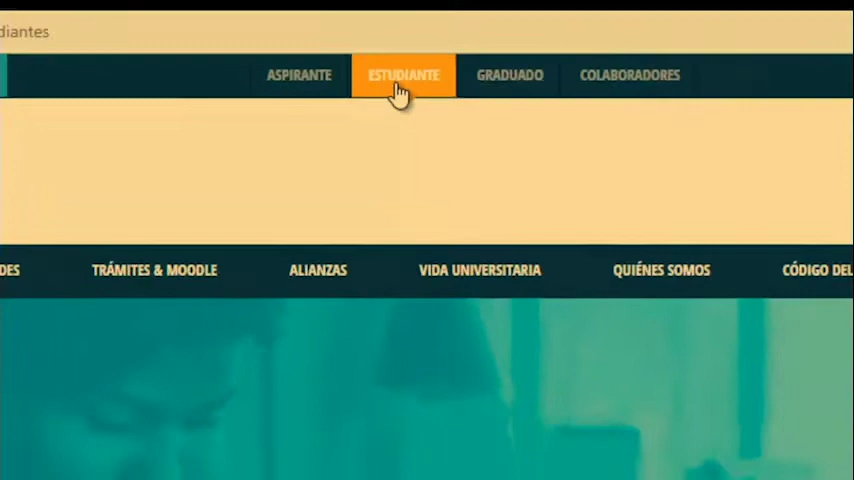 diantes
ASPIRANTE ESTUDIANTE GRADUADO COLABORADORES
DES TRÁMITES & MOODLE ALIANZAS VIDA UNIVERSITARIA QUIÉNES SOMOS CÓDIGO DEL